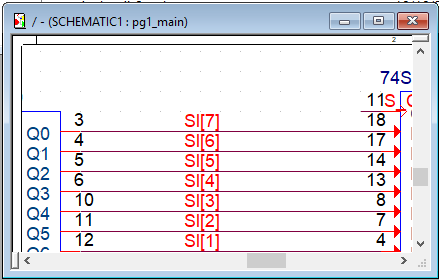 / - (SCHEMATIC1 : pg1_main)
2
74S
11 S
3 SI[7] 18
Q0
4 SI[6] 17
Q1
5 SI[5] 14
Q2
6 SI[4] 13
Q3
10 SI[3] 8
Q4
11 SI[2] 7
Q5
12 SI[1] 4